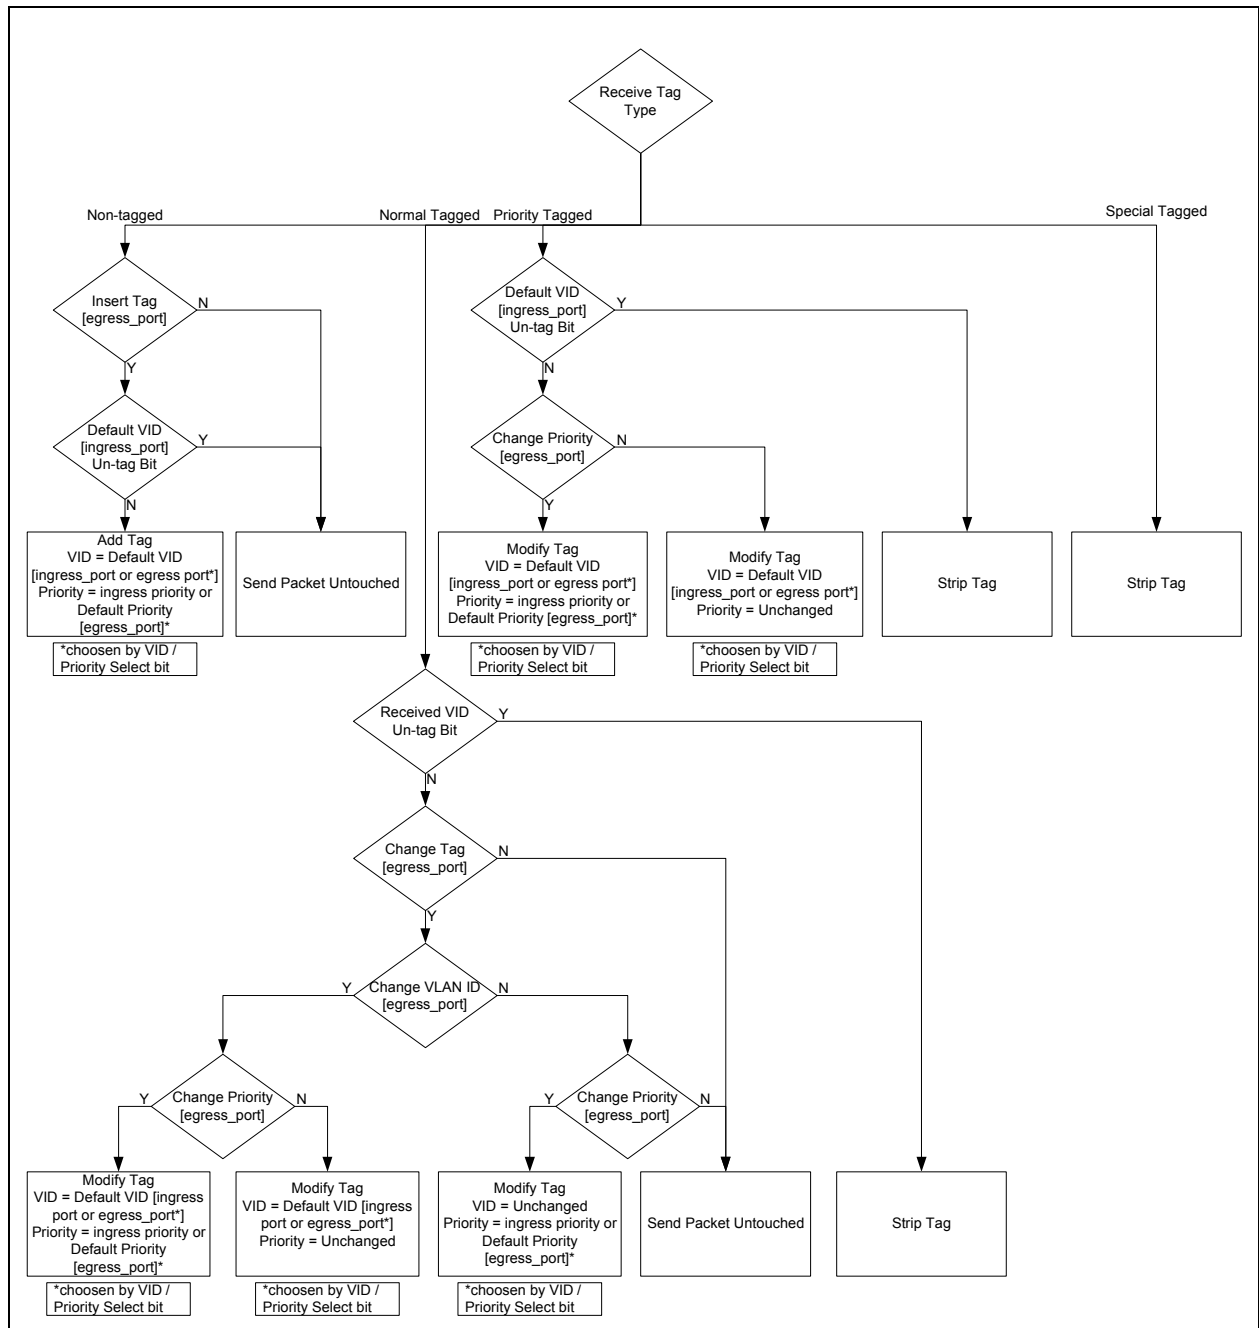 Receive Tag
Type
Non-tagged
Normal Tagged
Priority Tagged
Special Tagged
Insert Tag
[egress_port]
N
Y
Default VID
[ingress_port]
Un-tag Bit
Y
N
Default VID
[ingress_port]
Un-tag Bit
Y
N
Change Priority
[egress_port]
N
Y
Add Tag
VID = Default VID
[ingress_port or egress port*]
Priority = ingress priority or
Default Priority
[egress_port]*
*choosen by VID /
Priority Select bit
Send Packet Untouched
Modify Tag
VID = Default VID
[ingress_port or egress port*]
Priority = ingress priority or
Default Priority [egress_port]*
*choosen by VID /
Priority Select bit
Modify Tag
VID = Default VID
[ingress_port or egress port*]
Priority = Unchanged
*choosen by VID /
Priority Select bit
Strip Tag
Strip Tag
Received VID
Un-tag Bit
Y
N
Change Tag
[egress_port]
N
Y
Change VLAN ID
[egress_port]
Y
N
Change Priority
[egress_port]
Y
N
Change Priority
[egress_port]
Y
N
Modify Tag
VID = Default VID [ingress
port or egress_port*]
Priority = ingress priority or
Default Priority
[egress_port]*
*choosen by VID /
Priority Select bit
Modify Tag
VID = Default VID [ingress
port or egress_port*]
Priority = Unchanged
*choosen by VID /
Priority Select bit
Modify Tag
VID = Unchanged
Priority = ingress priority or
Default Priority
[egress_port]*
*choosen by VID /
Priority Select bit
Send Packet Untouched
Strip Tag